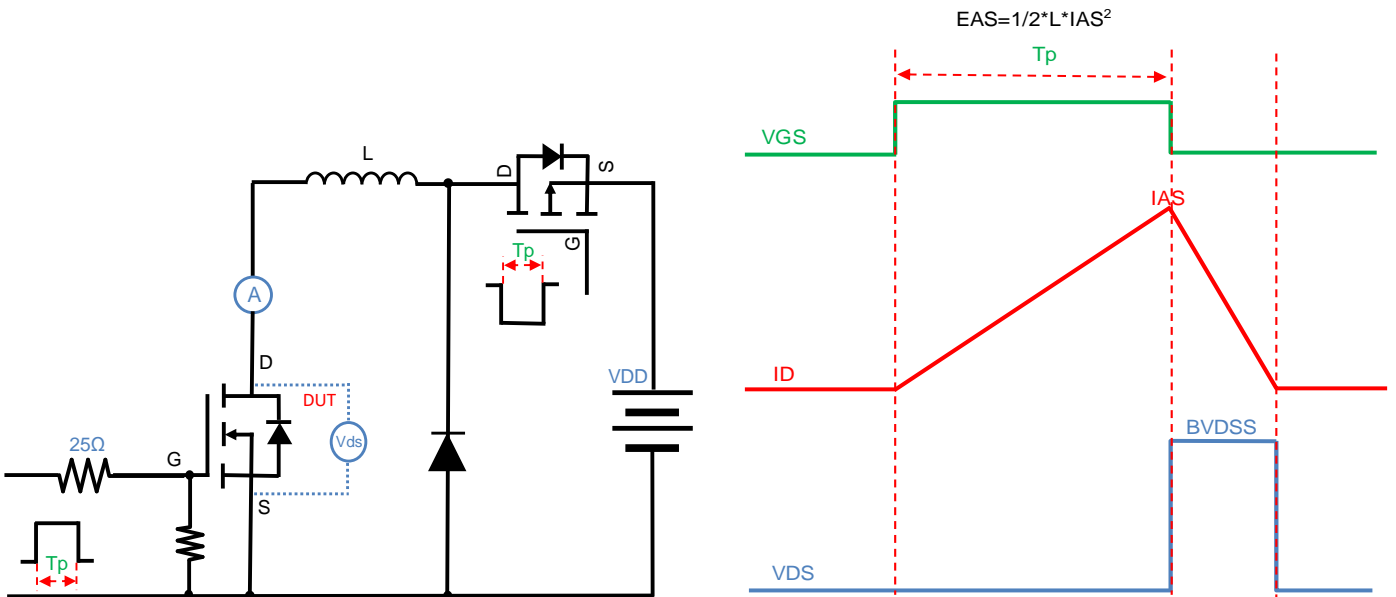 L
D
S
G
Tp
A
D
DUT
Vds
VDD
25Ω
G
S
Tp
EAS=1/2*L*IAS²
Tp
VGS
IAS
ID
BVDSS
VDS